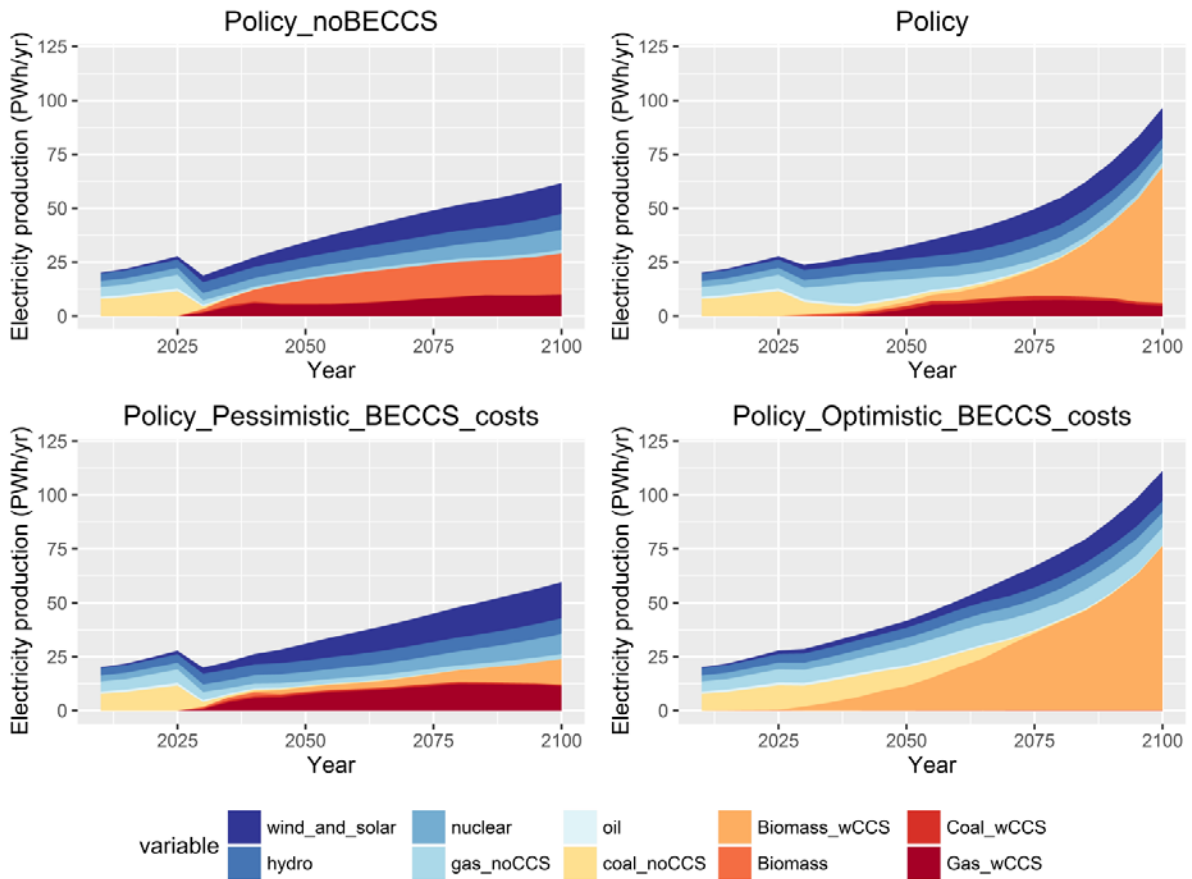 Policy_noBECCS
Electricity production (PWh/yr)
125
100
75
50
25
0
2025 2050 2075 2100
Year
Policy
Electricity production (PWh/yr)
125
100
75
50
25
0
2025 2050 2075 2100
Year
Policy_Pessimistic_BECCS_costs
Electricity production (PWh/yr)
125
100
75
50
25
0
2025 2050 2075 2100
Year
Policy_Optimistic_BECCS_costs
Electricity production (PWh/yr)
125
100
75
50
25
0
2025 2050 2075 2100
Year
variable
wind_and_solar nuclear oil Biomass_wCCS Coal_wCCS
hydro gas_noCCS coal_noCCS Biomass Gas_wCCS